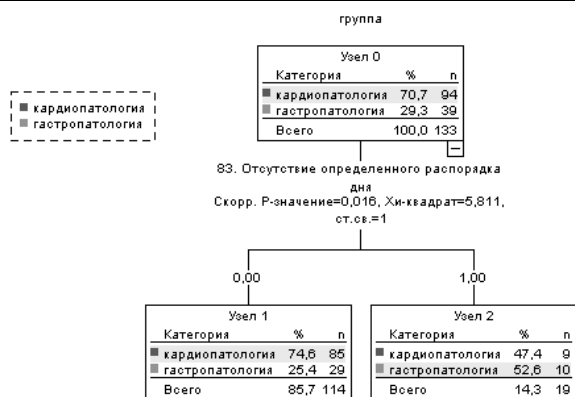 группа
Узел 0
Категория % n
кардиопатология 70,7 94
гастропатология 29,3 39
Всего 100,0 133
кардиопатология
гастропатология
83. Отсутствие определенного распорядка
дня
Скорр. Р-значение=0,016, Хи-квадрат=5,811,
ст.св.=1
0,00 1,00
Узел 1
Категория % n
кардиопатология 74,6 85
гастропатология 25,4 29
Всего 85,7 114
Узел 2
Категория % n
кардиопатология 47,4 9
гастропатология 52,6 10
Всего 14,3 19